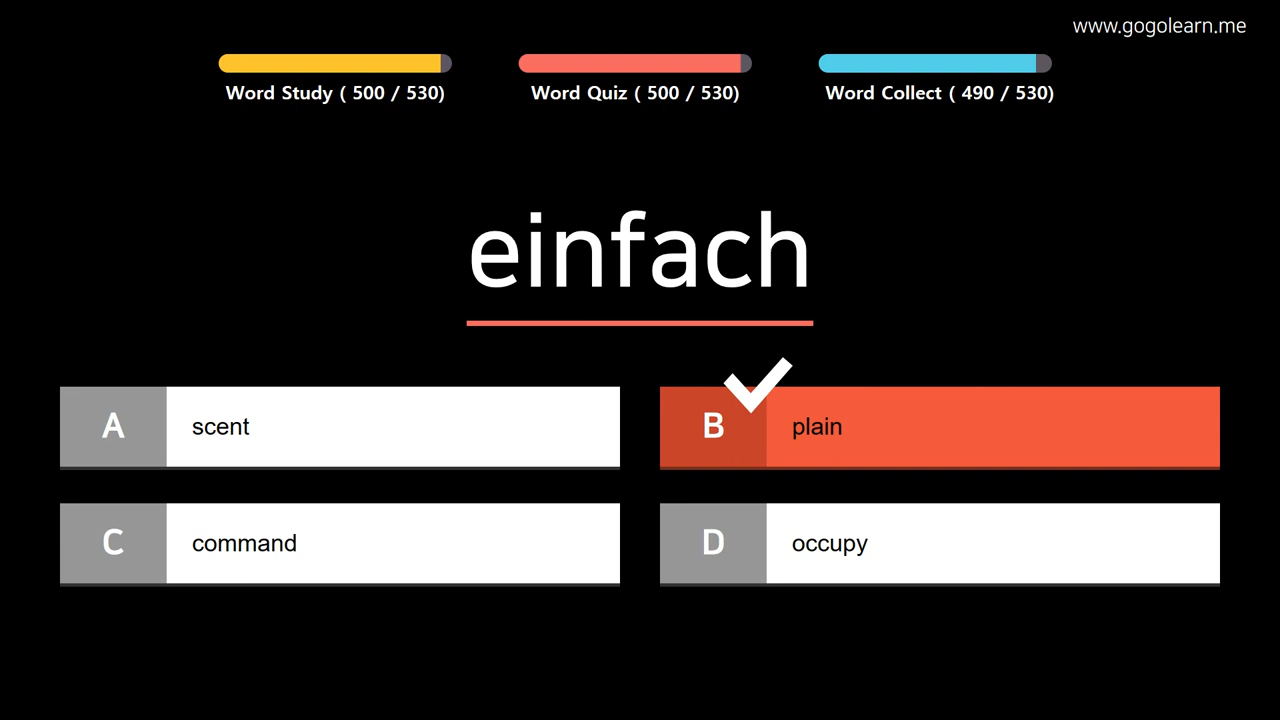 www.gogolearn.me
Word Study ( 500 / 530)
Word Quiz ( 500 / 530)
Word Collect ( 490 / 530)
einfach
A scent
B plain
C command
D occupy